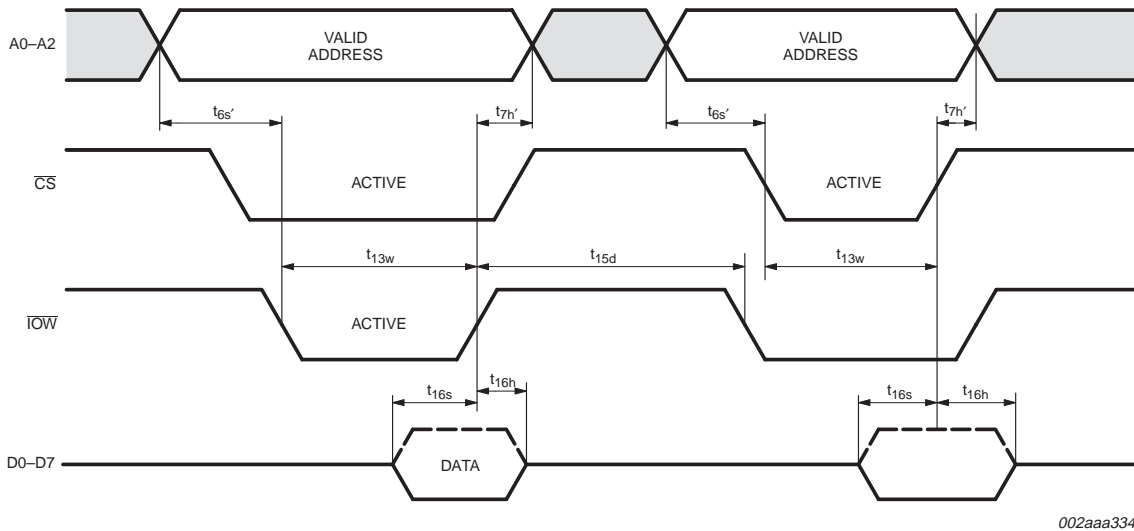 A0–A2
VALID
ADDRESS
VALID
ADDRESS
t6s′
t7h′
t6s′
t7h′
CS
ACTIVE
ACTIVE
t13w
t15d
t13w
IOW
ACTIVE
t16s
t16h
t16s
t16h
D0–D7
DATA
002aaa334